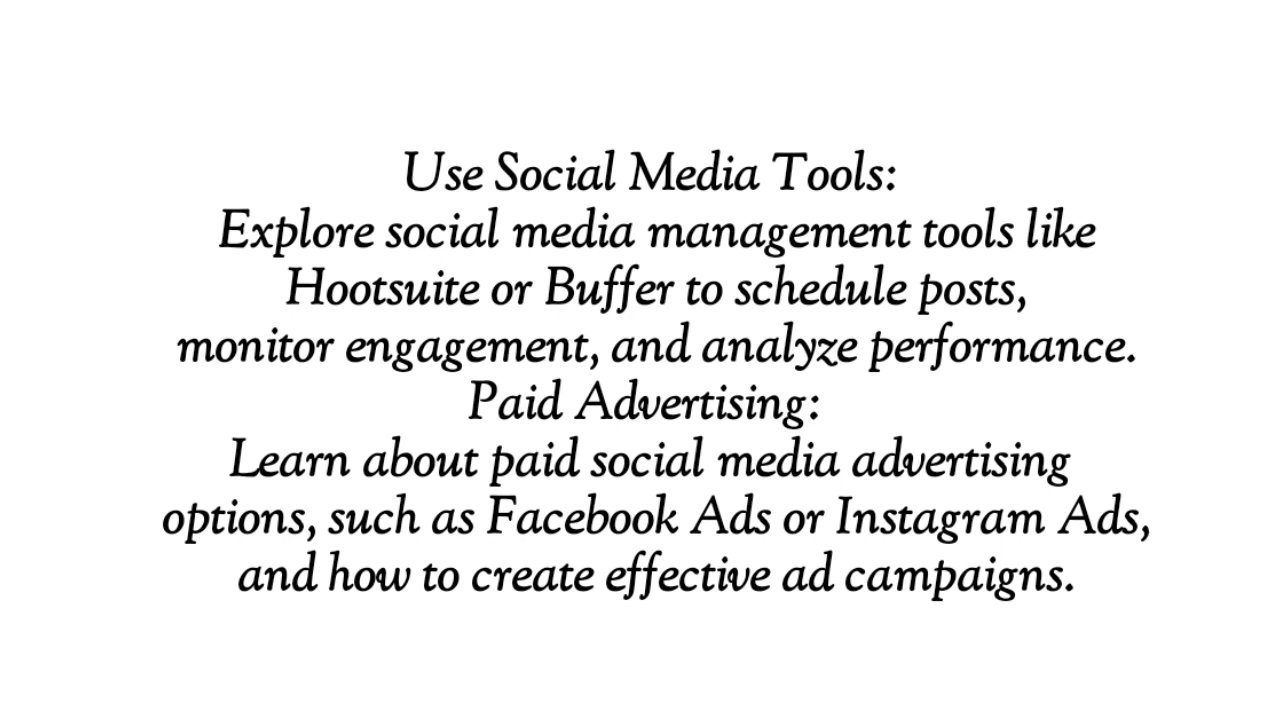 Use Social Media Tools:
Explore social media management tools like
Hootsuite or Buffer to schedule posts,
monitor engagement, and analyze performance.
Paid Advertising:
Learn about paid social media advertising
options, such as Facebook Ads or Instagram Ads,
and how to create effective ad campaigns.